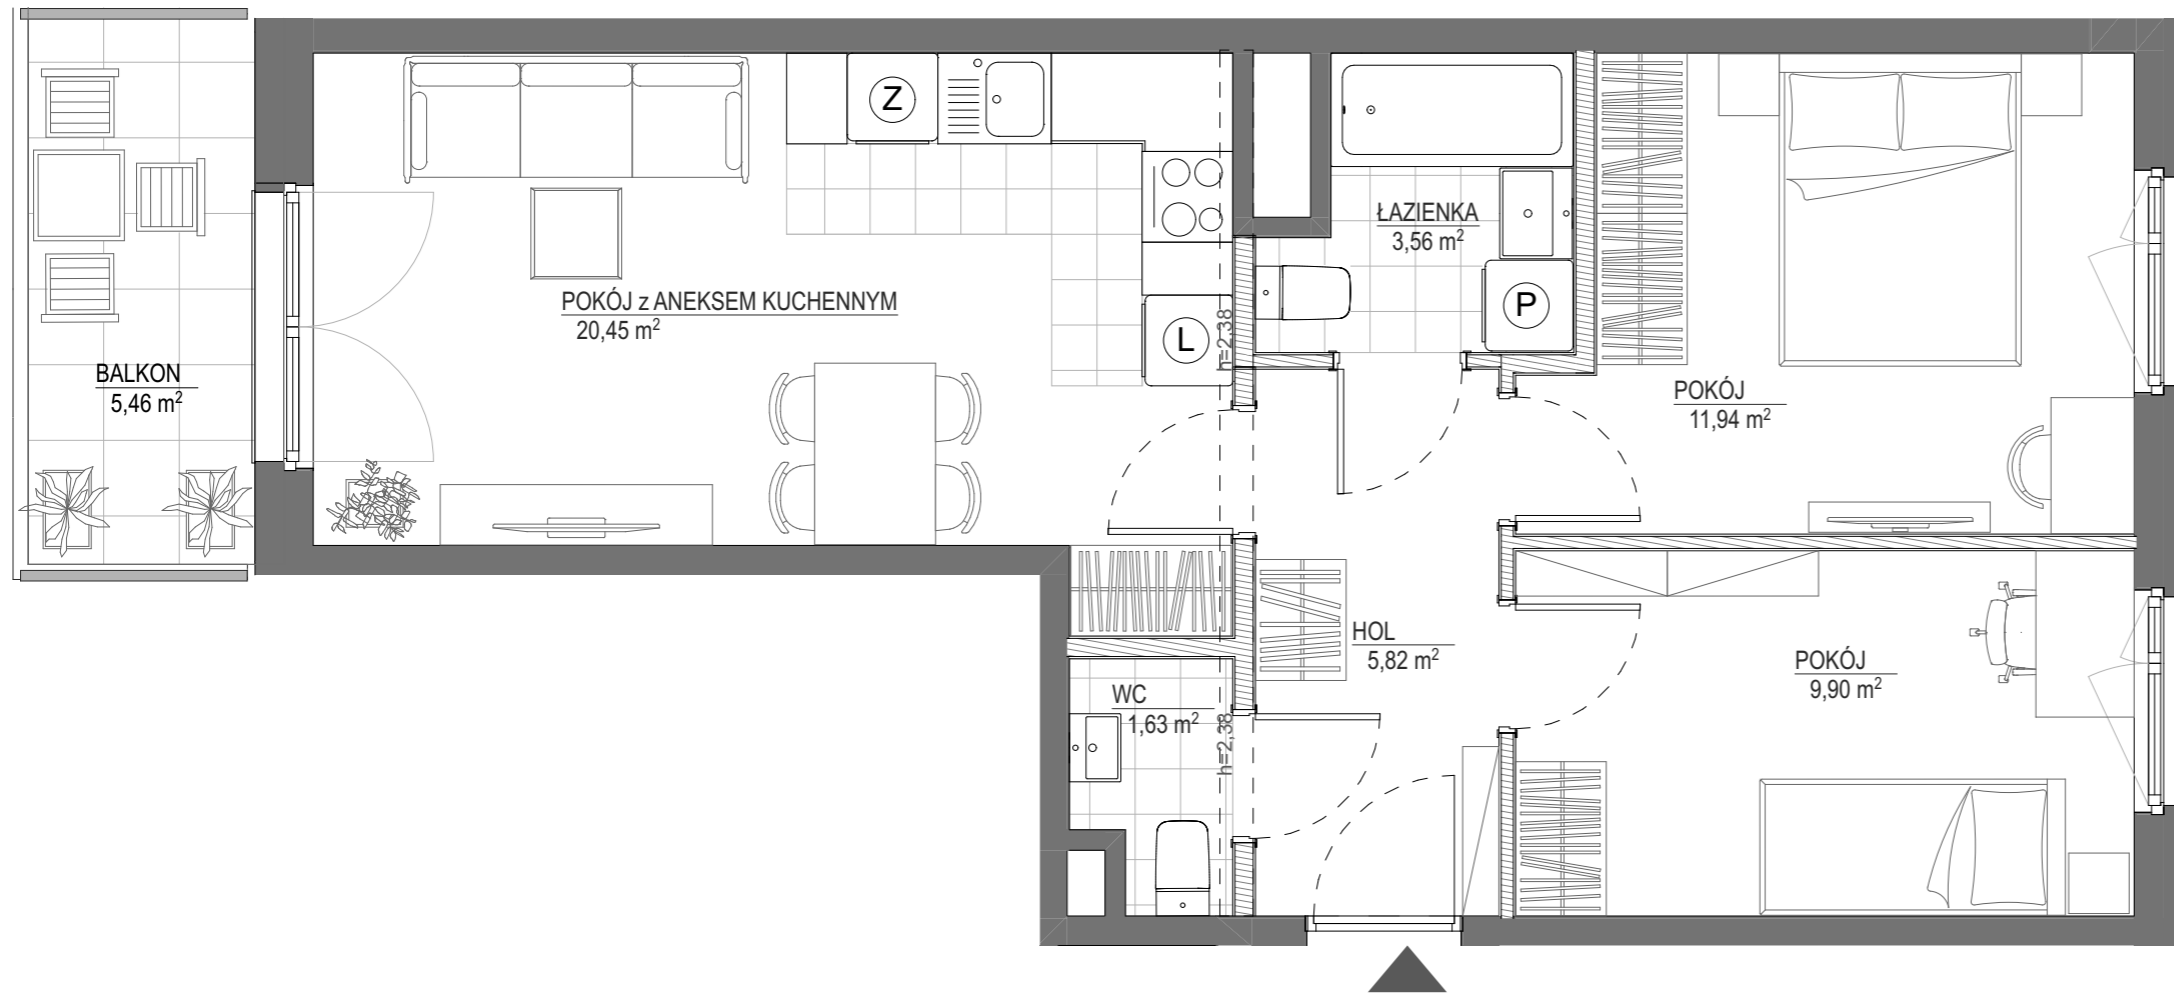 Z
ŁAZIENKA
3,56 m²
POKÓJ z ANEKSEM KUCHENNYM
20,45 m²
L
h=2,38
P
BALKON
5,46 m²
POKÓJ
11,94 m²
HOL
5,82 m²
POKÓJ
9,90 m²
WC
1,63 m²
h=2,38